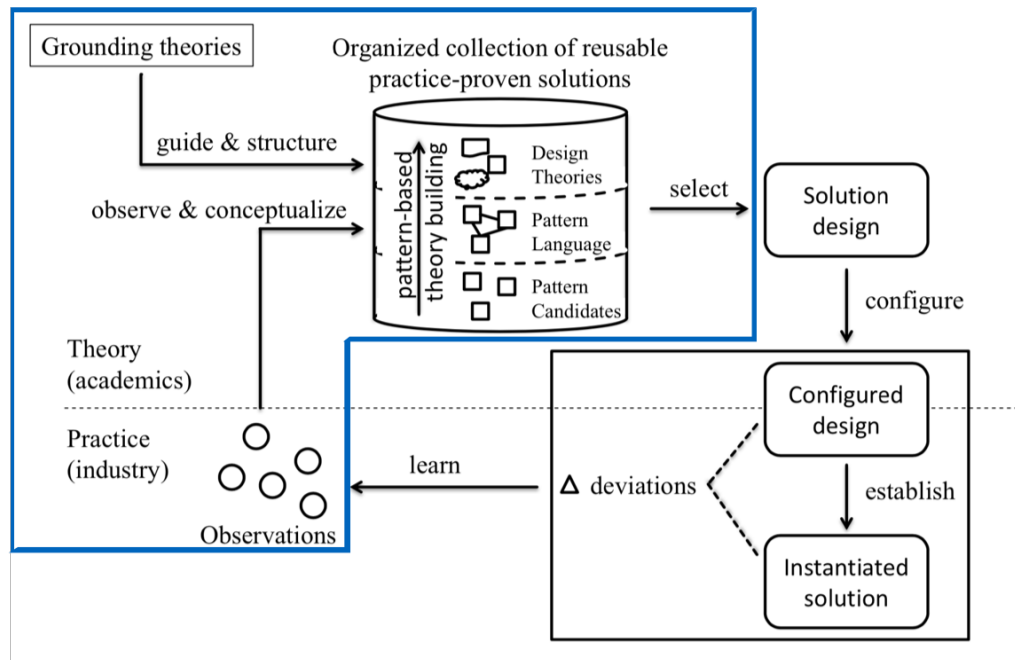 Grounding theories
Organized collection of reusable
practice-proven solutions
guide & structure
observe & conceptualize
pattern-based
theory building
Design
Theories
Pattern
Language
Pattern
Candidates
select
Solution
design
configure
Theory
(academics)
Practice
(industry)
Observations
learn
Δ deviations
Configured
design
establish
Instantiated
solution